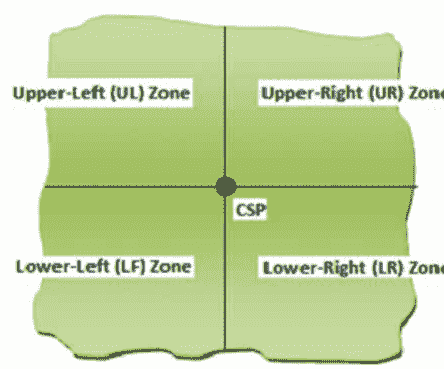 Upper-Left (UL) Zone
Upper-Right (UR) Zone
CSP
Lower-Left (LF) Zone
Lower-Right (LR) Zone